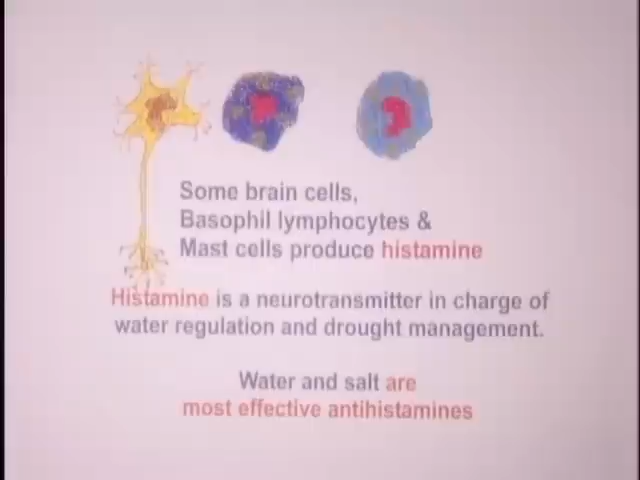 Some brain cells,
Basophil lymphocytes &
Mast cells produce histamine
Histamine is a neurotransmitter in charge of
water regulation and drought management.
Water and salt are
most effective antihistamines